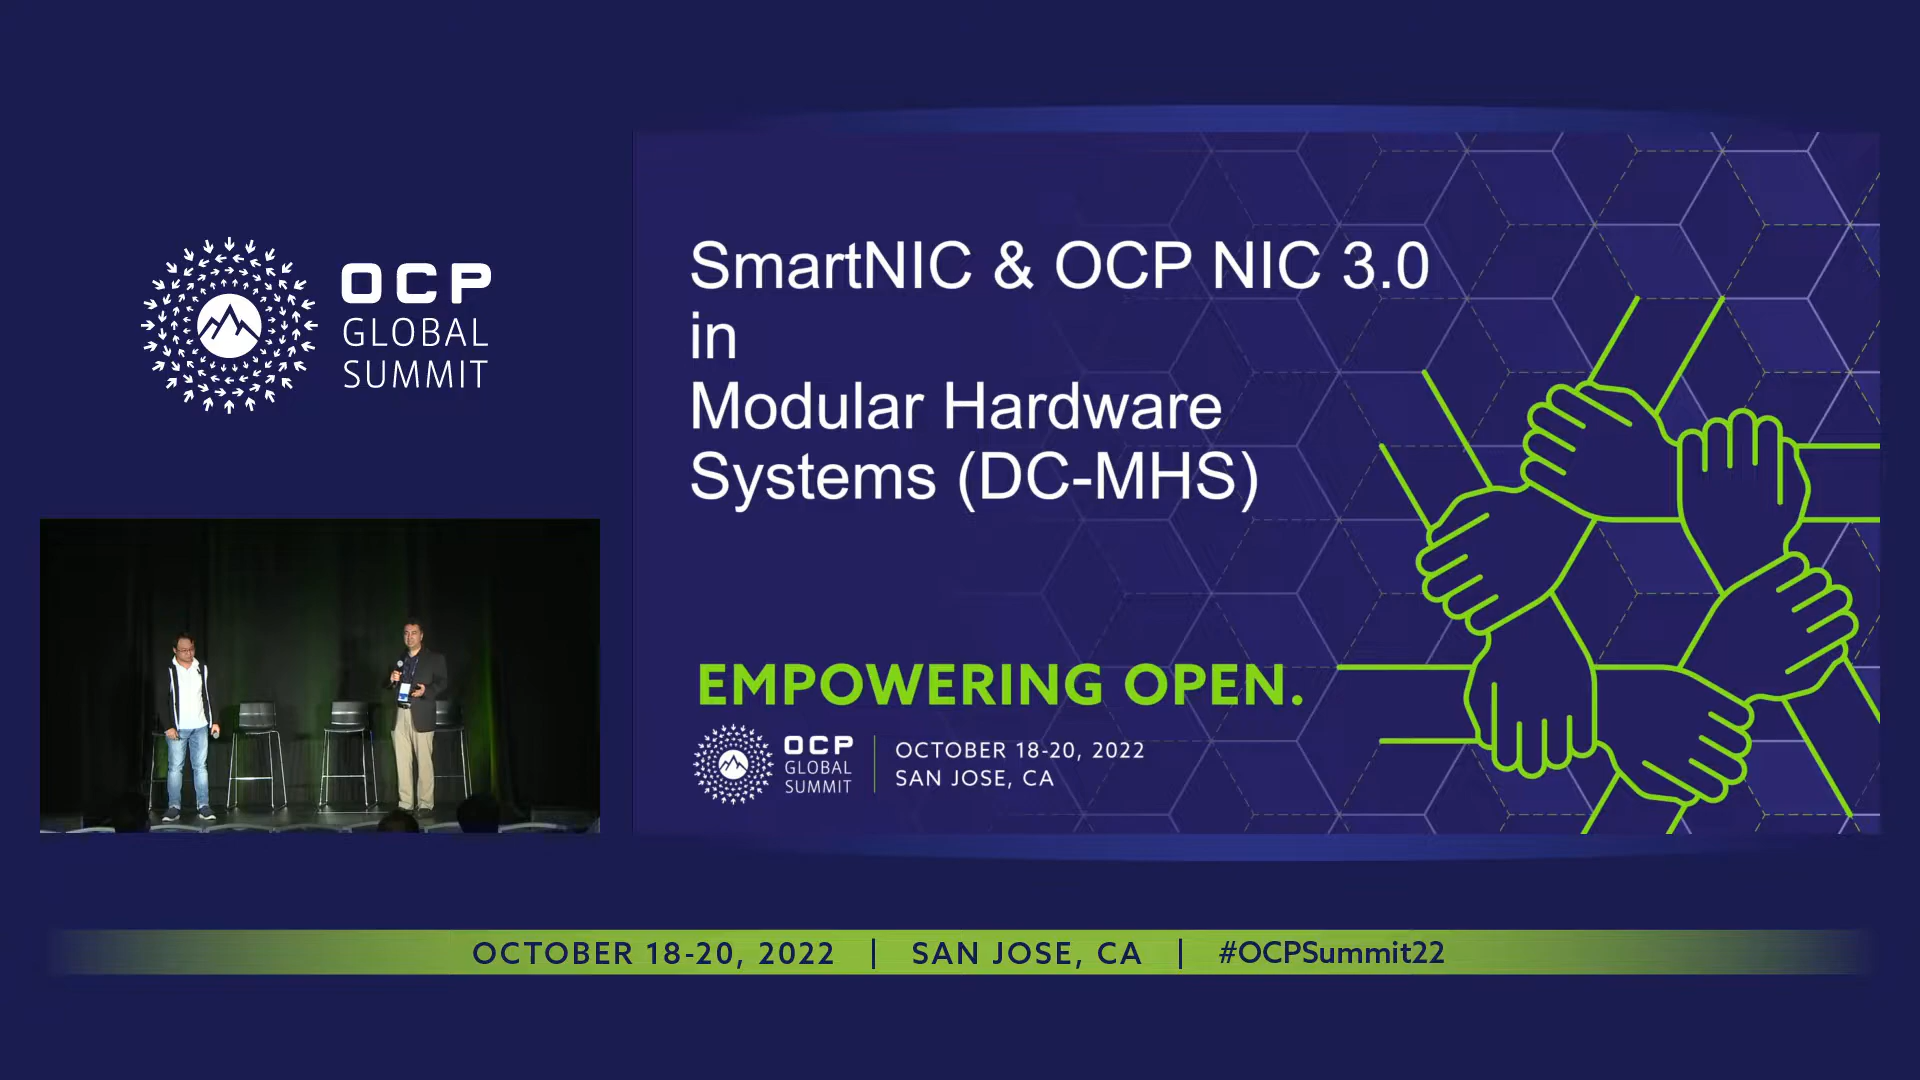 OCP
GLOBAL
SUMMIT
SmartNIC & OCP NIC 3.0
in
Modular Hardware
Systems (DC-MHS)
EMPOWERING OPEN.
OCP
GLOBAL
SUMMIT
OCTOBER 18-20, 2022
SAN JOSE, CA
OCTOBER 18-20, 2022 | SAN JOSE, CA | #OCPSummit22